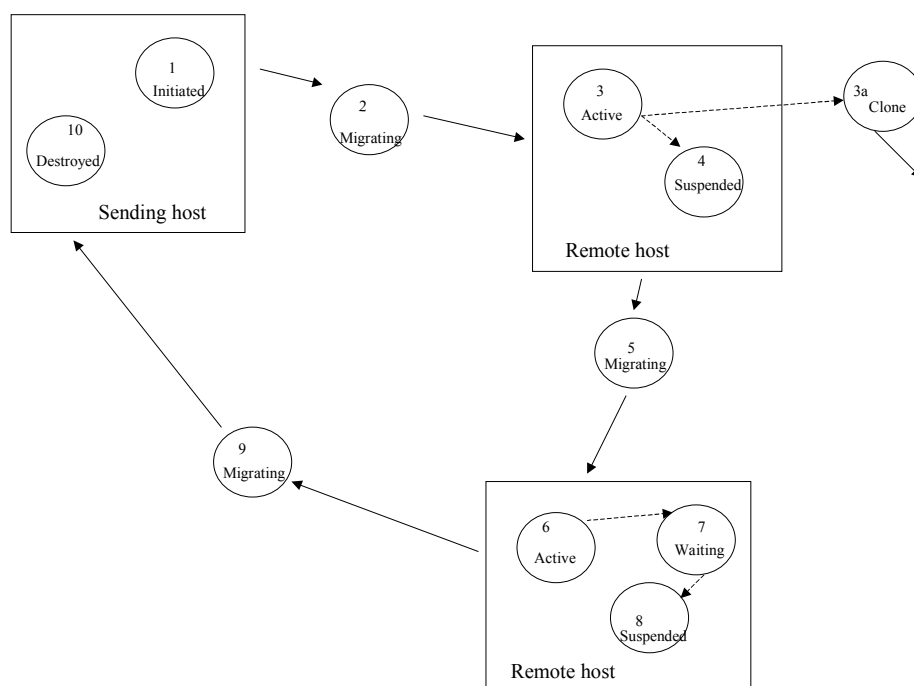 1
Initiated
10
Destroyed
Sending host
2
Migrating
3
Active
4
Suspended
Remote host
3a
Clone
5
Migrating
9
Migrating
6
Active
7
Waiting
8
Suspended
Remote host